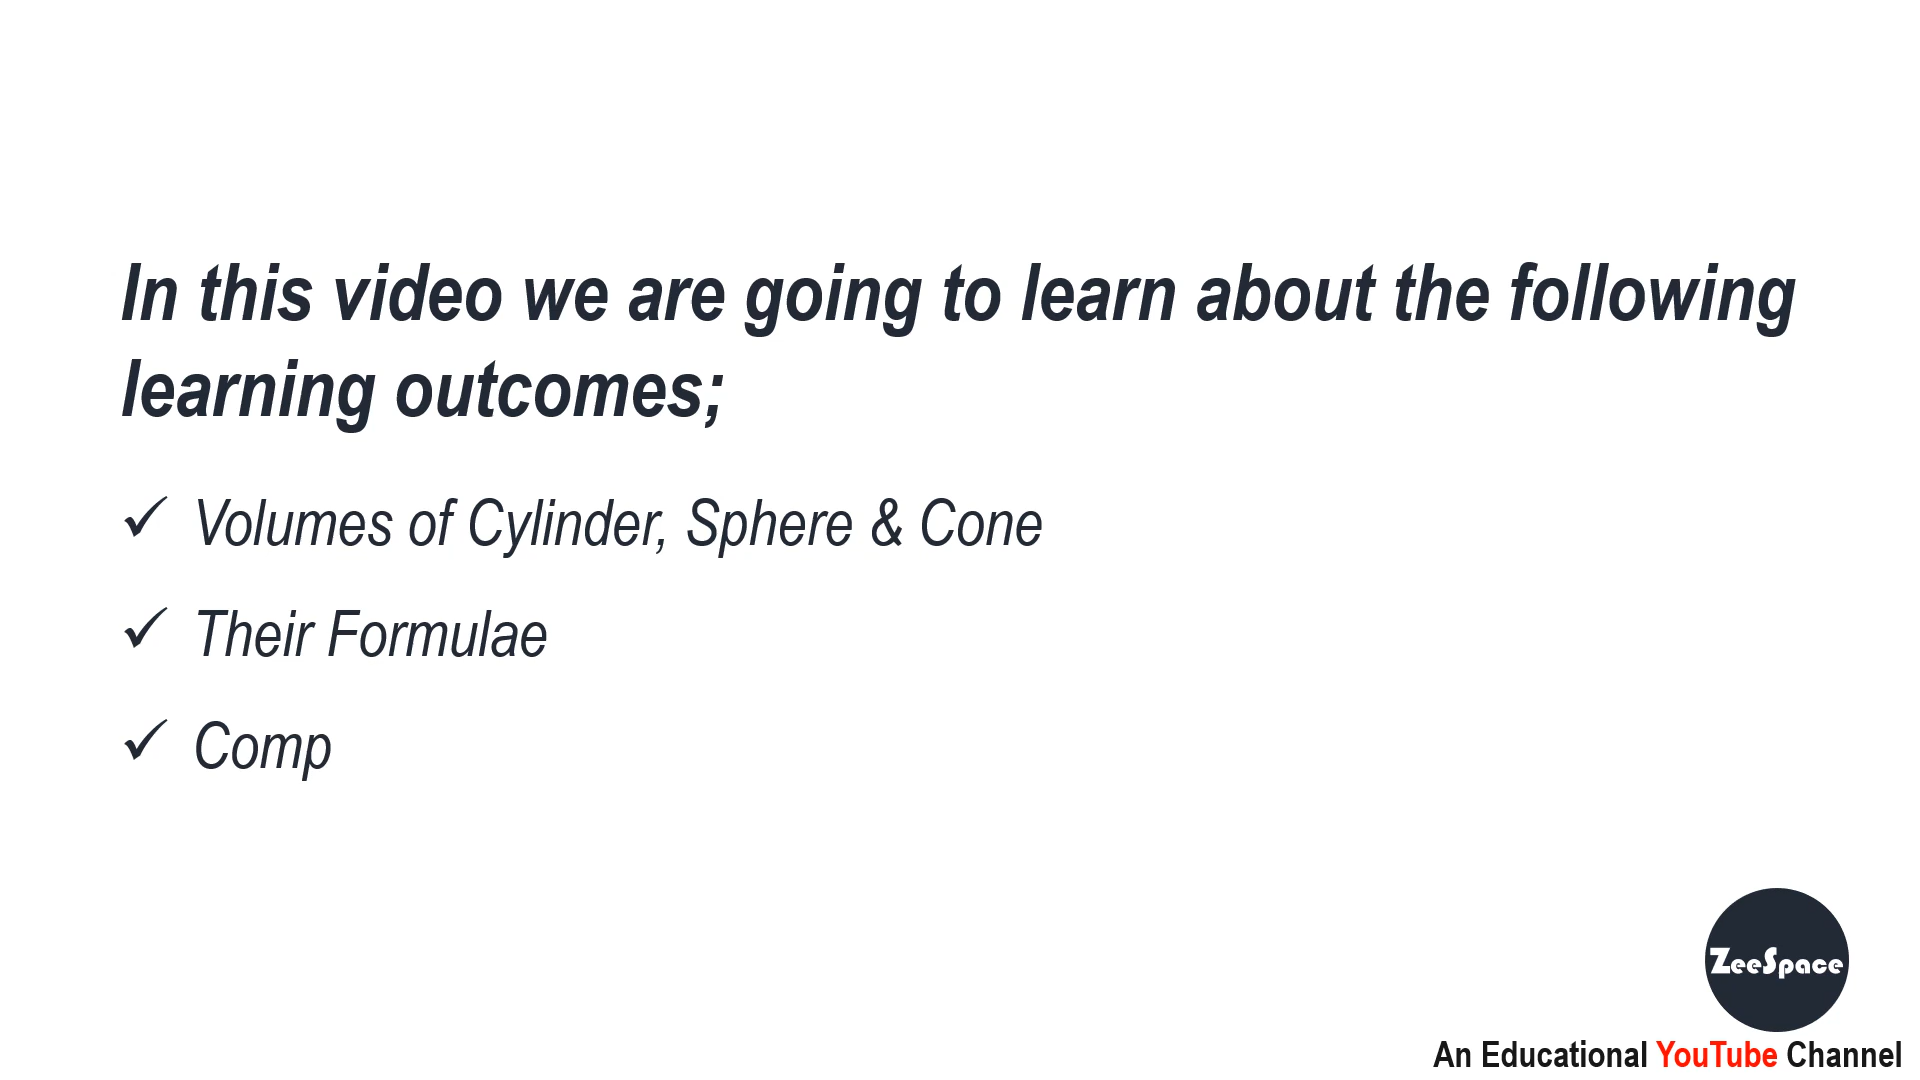 In this video we are going to learn about the following
learning outcomes;
✓ Volumes of Cylinder, Sphere & Cone
✓ Their Formulae
✓ Comp
ZeeSpace
An Educational YouTube Channel